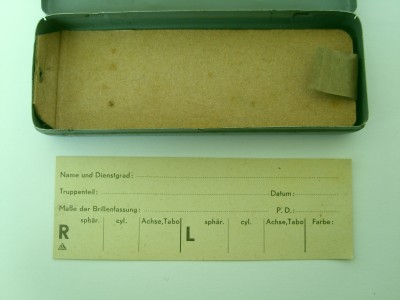 Name und Dienstgrad:
Truppenteil: Datum:
Maße der Brillenfassung: P. D.:
sphär. cyl. Achse, Tabo sphär. cyl. Achse, Tabo Farbe:
R L